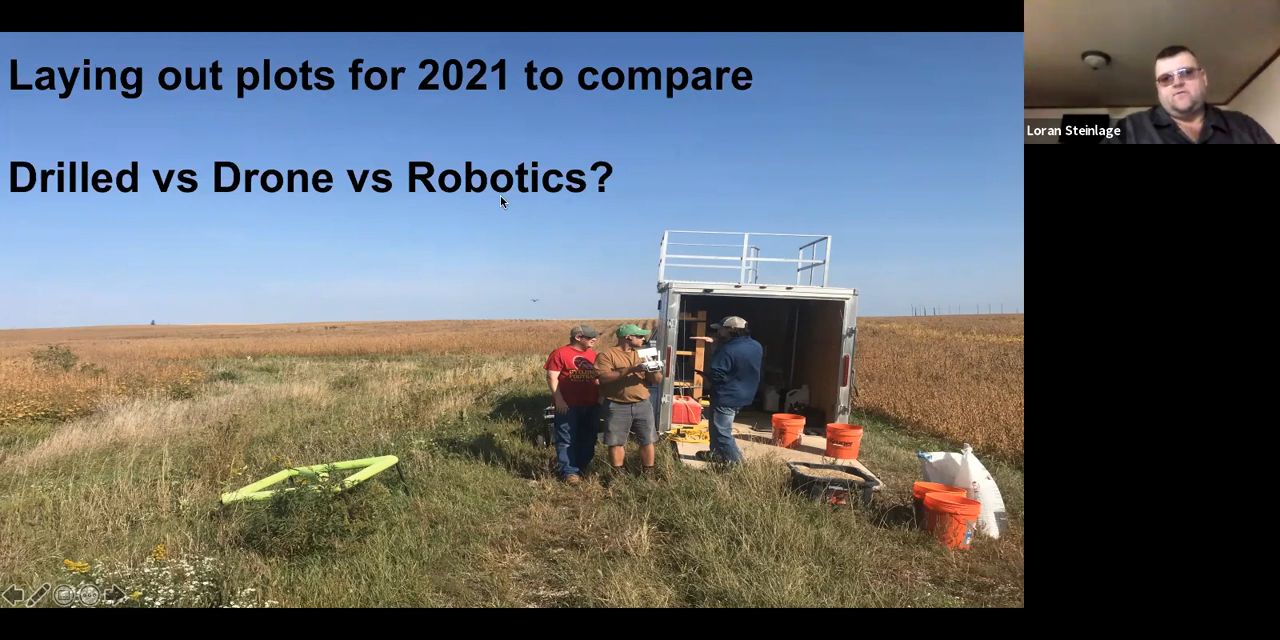 Laying out plots for 2021 to compare
Drilled vs Drone vs Robotics?
Loran Steinlage